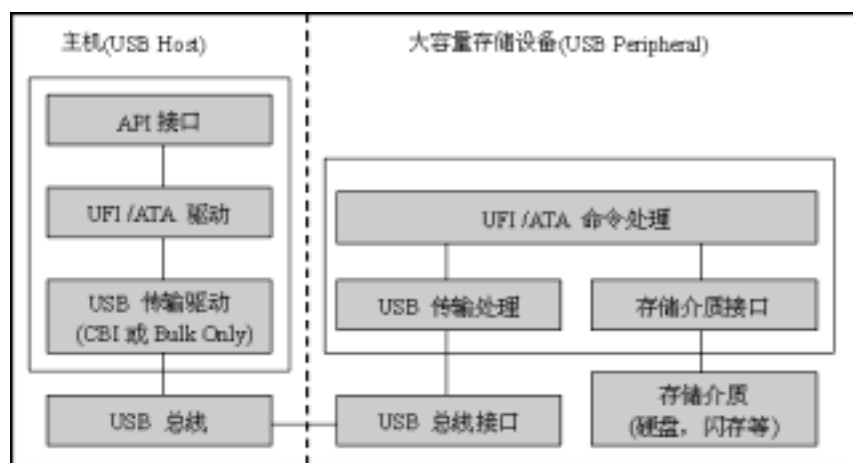 主机(USB Host)
大容量存储设备(USB Peripheral)
API 接口
UFI /ATA 驱动
USB 传输驱动
(CBI 或 Bulk Only)
USB 总线
UFI /ATA 命令处理
USB 传输处理
存储介质接口
USB 总线接口
存储介质
(硬盘，闪存等)